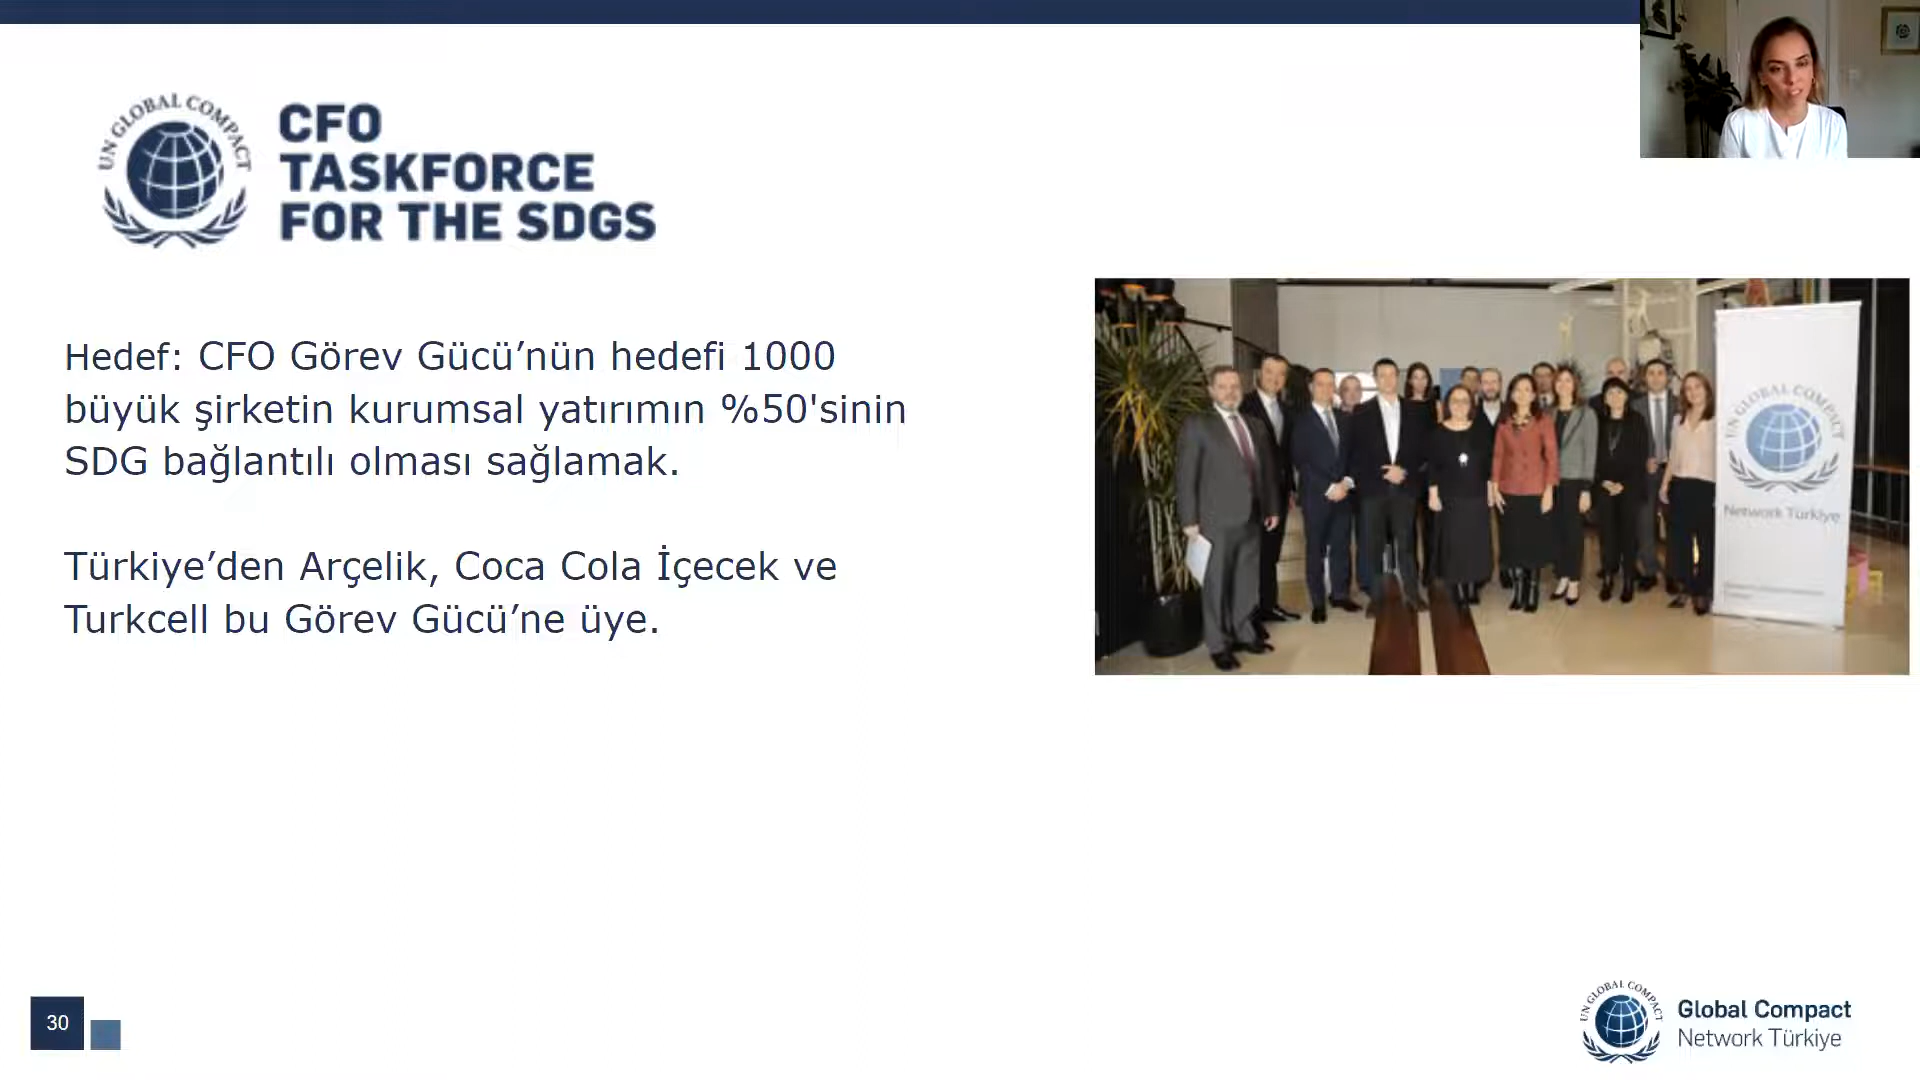 UN GLOBAL COMPACT
CFO
TASKFORCE
FOR THE SDGS
Hedef: CFO Görev Gücü’nün hedefi 1000
büyük şirketin kurumsal yatırımın %50'sinin
SDG bağlantılı olması sağlamak.
Türkiye’den Arçelik, Coca Cola İçecek ve
Turkcell bu Görev Gücü’ne üye.
UN GLOBAL COMPACT
Network Türkiye
30
UN GLOBAL COMPACT
Global Compact
Network Türkiye